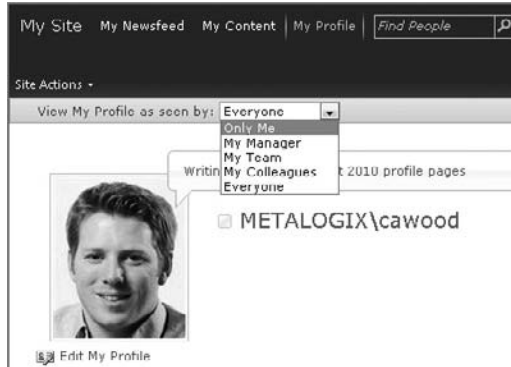 My Site My Newsfeed My Content My Profile Find People
Site Actions
View My Profile as seen by: Everyone
Only Me
My Manager
My Team
My Colleagues
Everyone
Writin t 2010 profile pages
METALOGIX\cawood
Edit My Profile